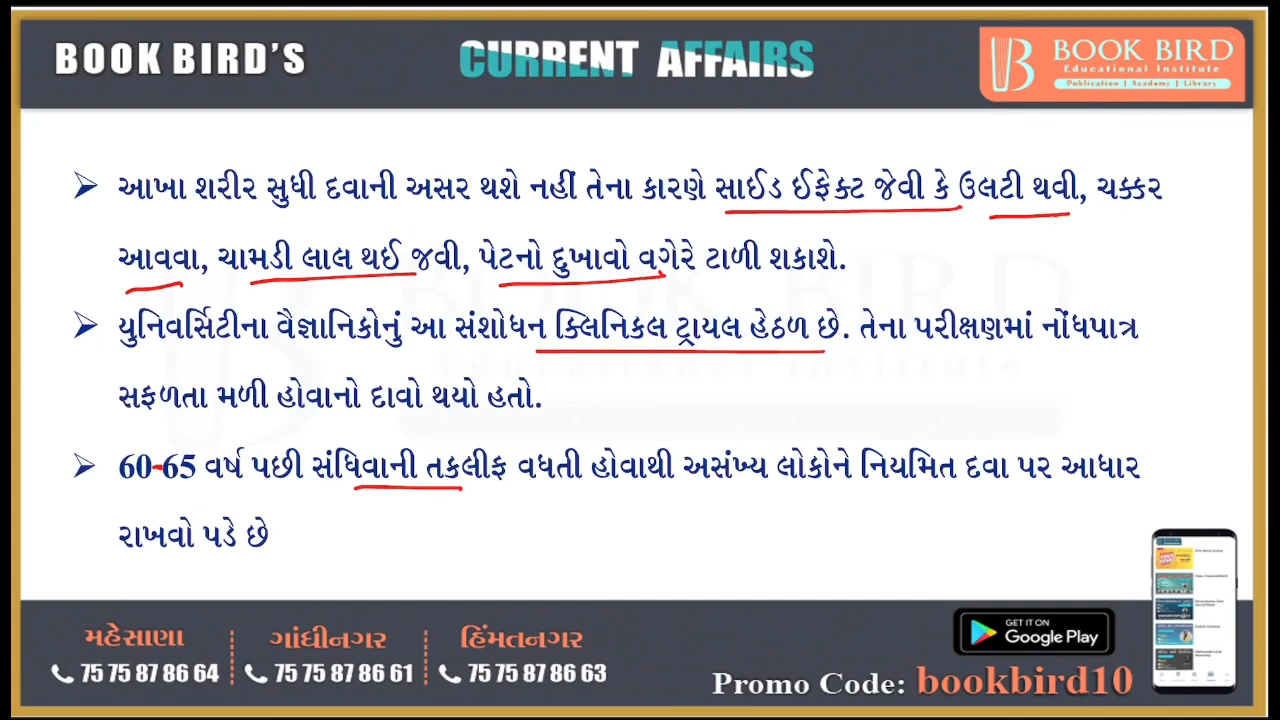 BOOK BIRD'S
CURRENT AFFAIRS
BOOK BIRD
Educational Institute
Publication | Academy | Library
➢ આખા શરીર સુધી દવાની અસર થશે નહીં તેના કારણે સાઈડ ઈફેક્ટ જેવી કે ઉલટી થવી, ચક્કર
આવવા, ચામડી લાલ થઈ જવી, પેટનો દુખાવો વગેરે ટાળી શકાશે.
➢ યુનિવર્સિટીના વૈજ્ઞાનિકોનું આ સંશોધન ક્લિનિકલ ટ્રાયલ હેઠળ છે. તેના પરીક્ષણમાં નોંધપાત્ર
સફળતા મળી હોવાનો દાવો થયો હતો.
➢ 60-65 વર્ષ પછી સંધિવાની તકલીફ વધતી હોવાથી અસંખ્ય લોકોને નિયમિત દવા પર આધાર
રાખવો પડે છે
મહેસાણા
75 75 87 86 64
ગાંધીનગર
75 75 87 86 61
હિંમતનગર
75 75 87 86 63
GET IT ON
Google Play
Promo Code: bookbird10